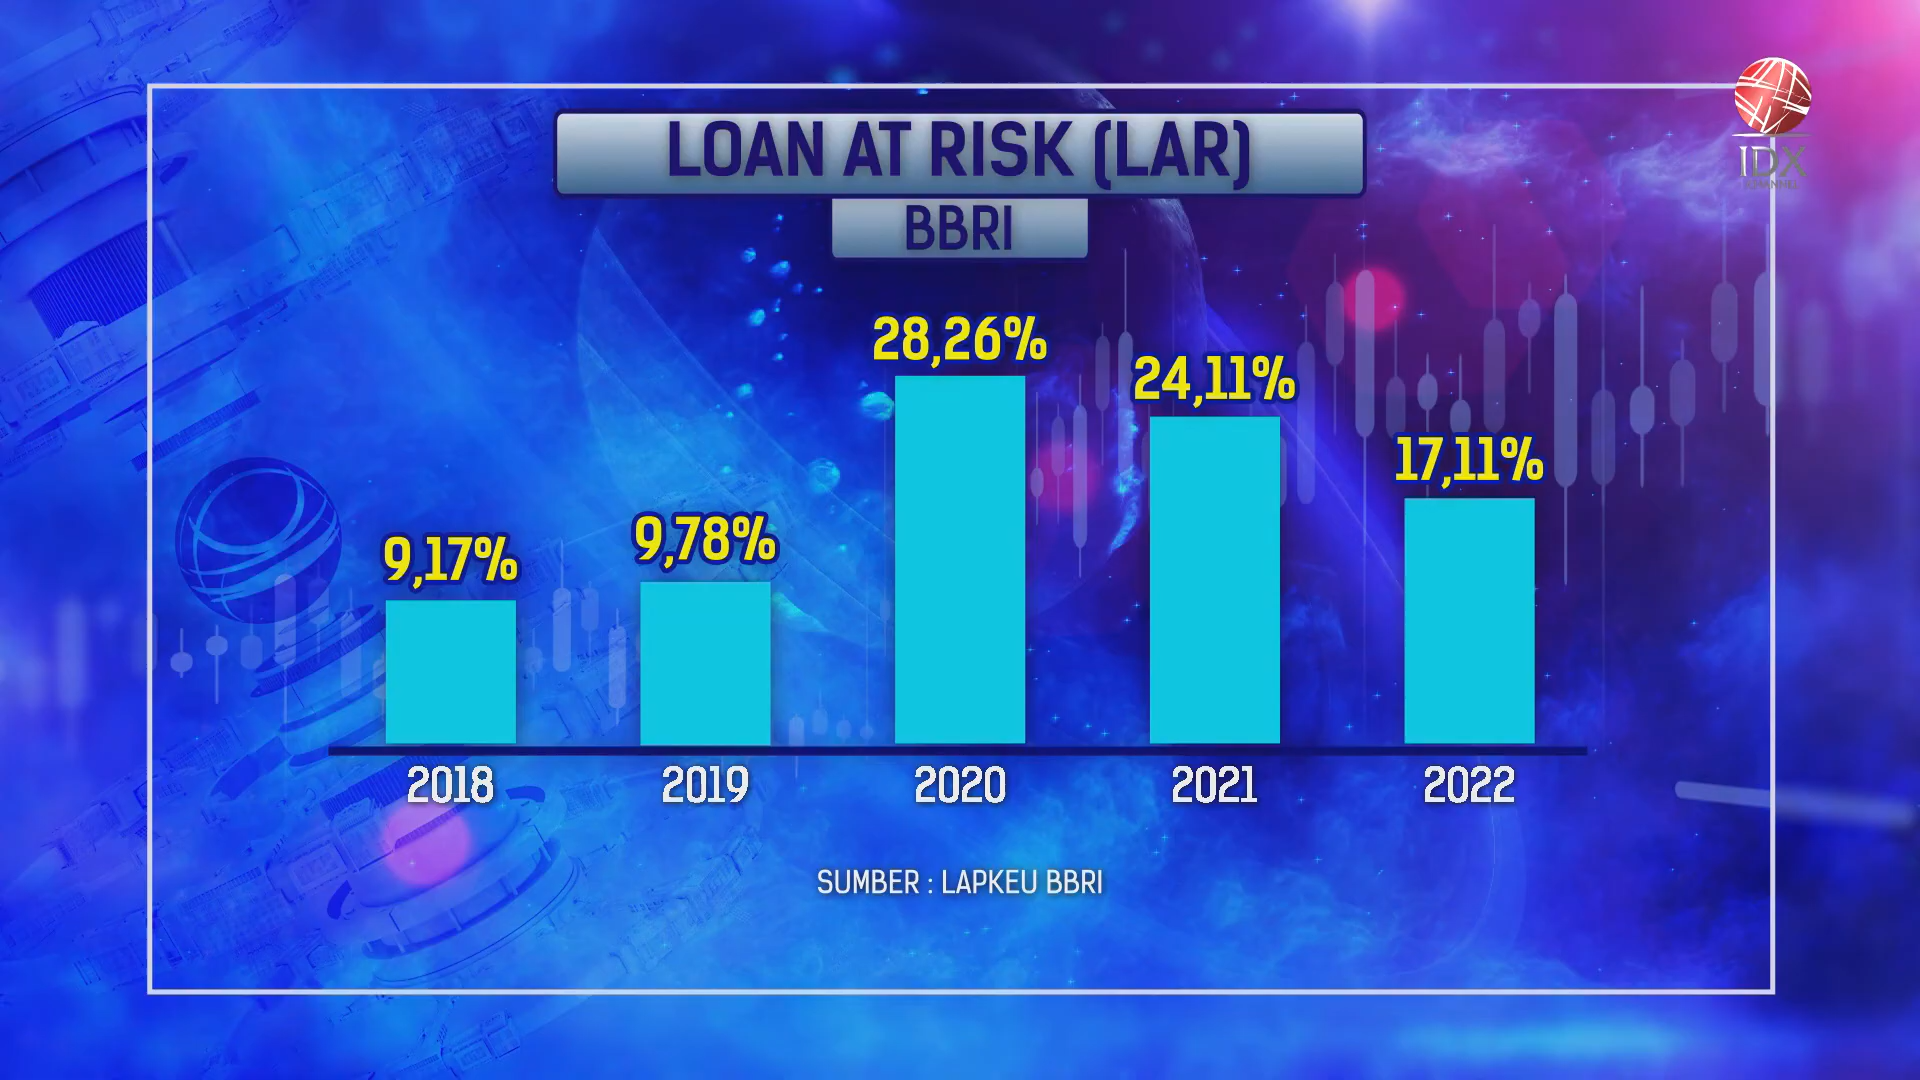 LOAN AT RISK (LAR)
BBRI
IDX
CHANNEL
28,26%
24,11%
17,11%
9,78%
9,17%
2018 2019 2020 2021 2022
SUMBER : LAPKEU BBRI